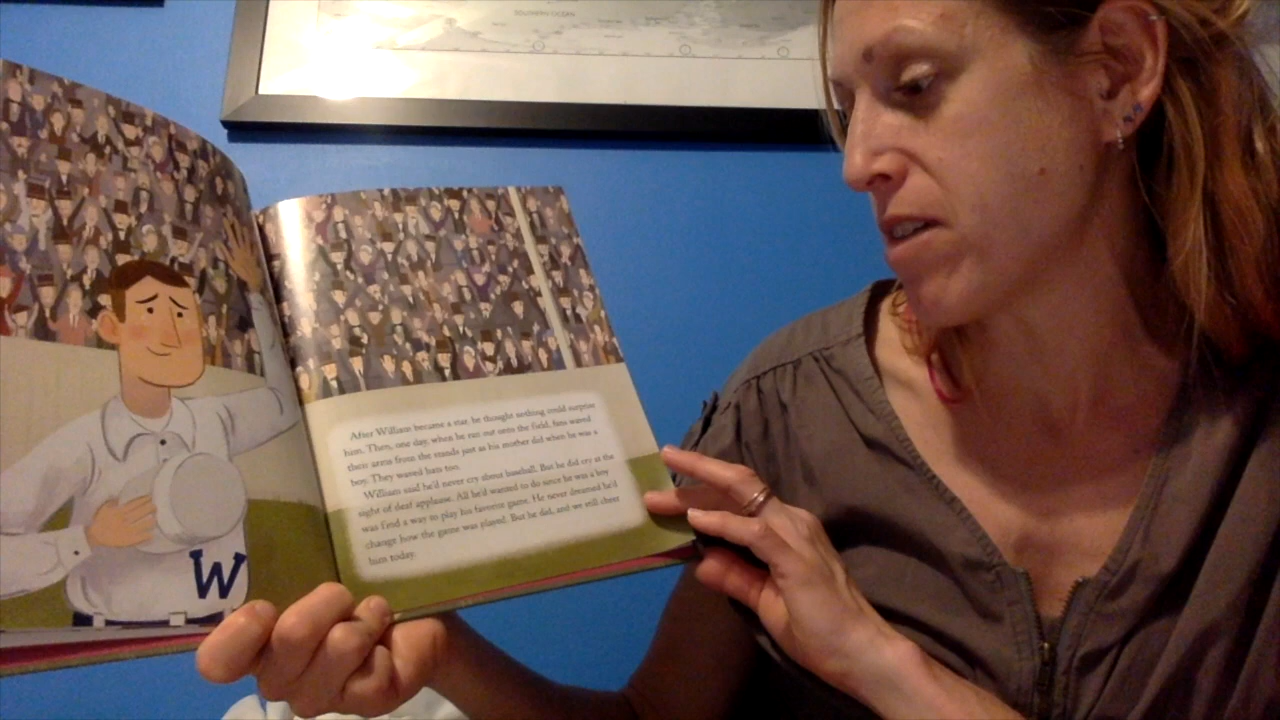 SOUTHERN OCEAN
W
After William became a star, he thought nothing could surprise
him. Then, one day, when he ran out onto the field, fans waved
their arms from the stands just as his mother did when he was a
boy. They waved hats too.
William said he'd never cry about baseball. But he did cry at the
sight of deaf applause. All he'd wanted to do since he was a boy
was find a way to play his favorite game. He never dreamed he'd
change how the game was played. But he did, and we still cheer
him today.